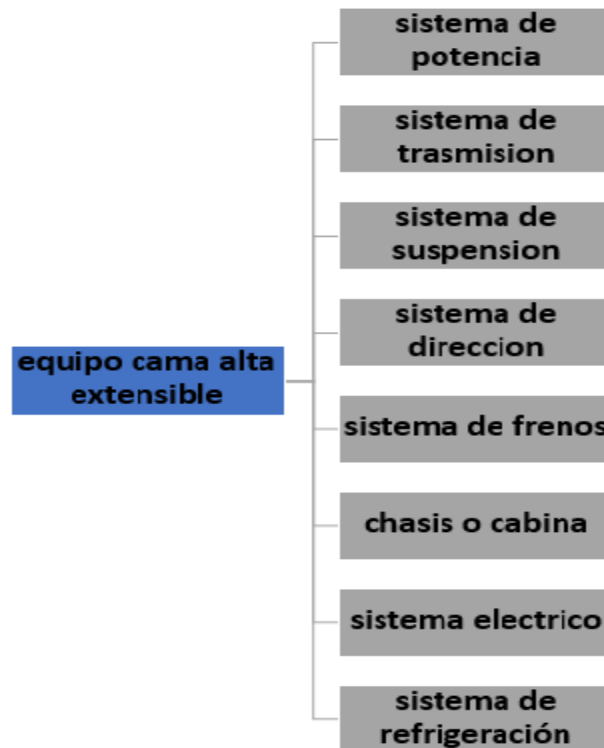 sistema de
potencia
sistema de
trasmision
sistema de
suspension
sistema de
direccion
equipo cama alta
extensible
sistema de frenos
chasis o cabina
sistema electrico
sistema de
refrigeración